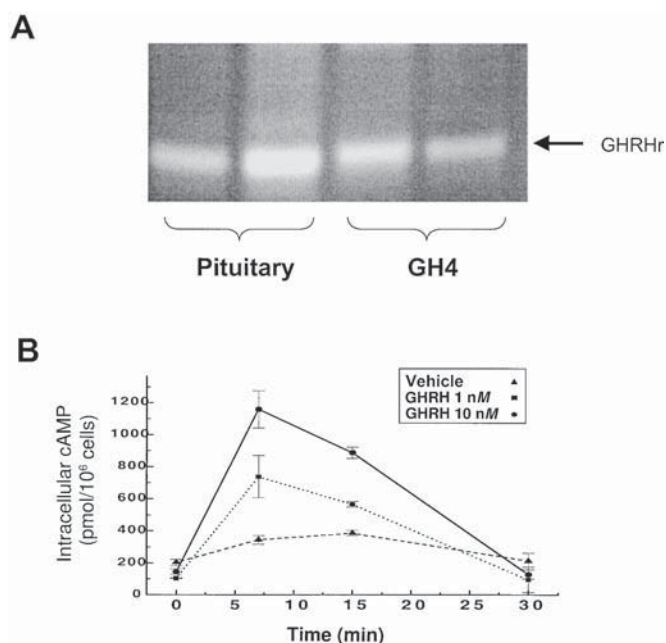 A
GHRHr
Pituitary GH4
B
Vehicle
GHRH 1 nM
GHRH 10 nM
Intracellular cAMP
(pmol/10⁶ cells)
1200
1000
800
600
400
200
0
0 5 10 15 20 25 30
Time (min)